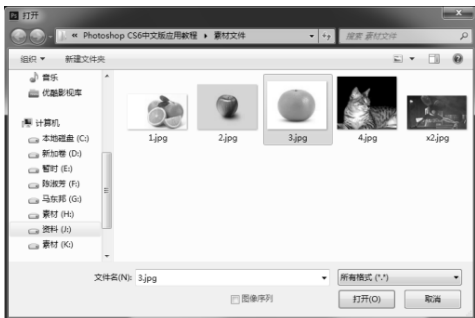 打开
« Photoshop CS6中文版应用教程 ▸ 素材文件
搜索 素材文件
组织 ▼ 新建文件夹
音乐
优酷影视库
计算机
本地磁盘 (C:)
新加卷 (D:)
暂时 (E:)
陈淑芳 (F:)
马东邦 (G:)
素材 (H:)
资料 (J:)
素材 (K:)
1.jpg 2.jpg 3.jpg 4.jpg x2.jpg
文件名(N): 3.jpg
所有格式 (*.*)
图像序列
打开(O) 取消